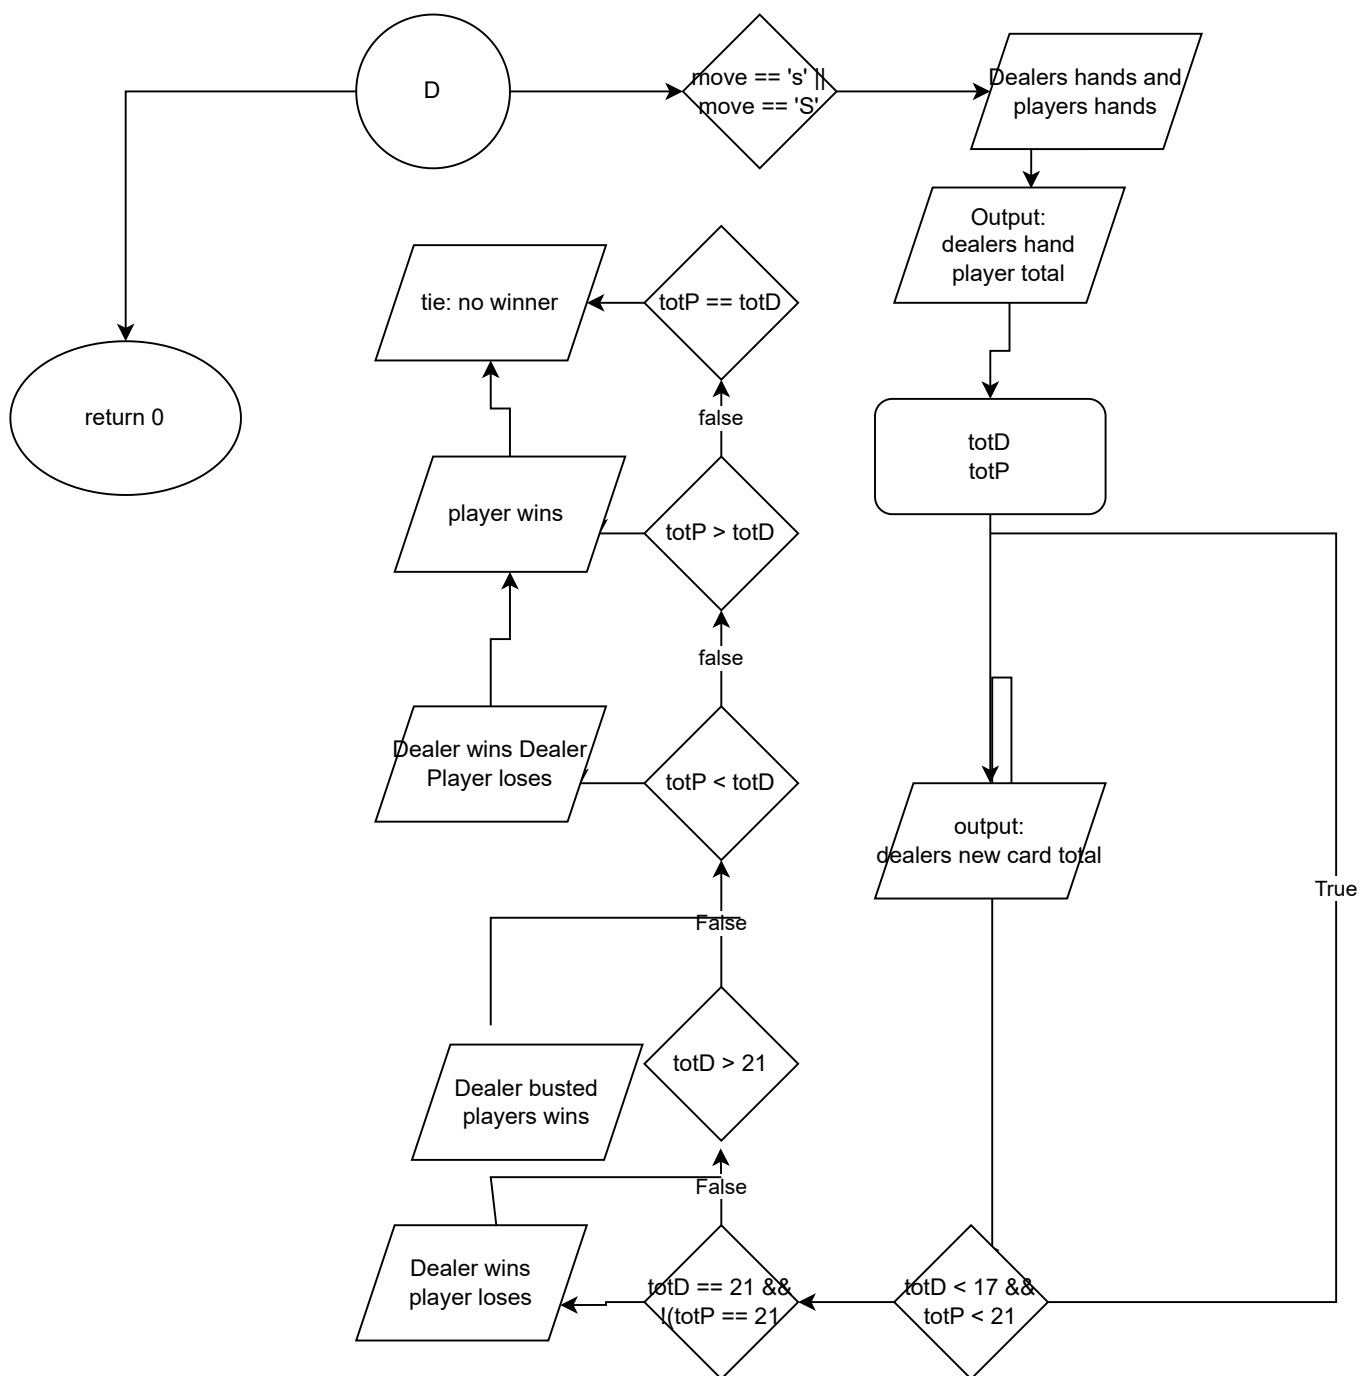 D
move == 's' ||
move == 'S'
Dealers hands and
players hands
Output:
dealers hand
player total
tie: no winner
totP == totD
return 0
false
totD
totP
player wins
totP > totD
false
Dealer wins Dealer
Player loses
totP < totD
output:
dealers new card total
True
False
totD > 21
Dealer busted
players wins
False
Dealer wins
player loses
totD == 21 &&
!(totP == 21
totD < 17 &&
totP < 21